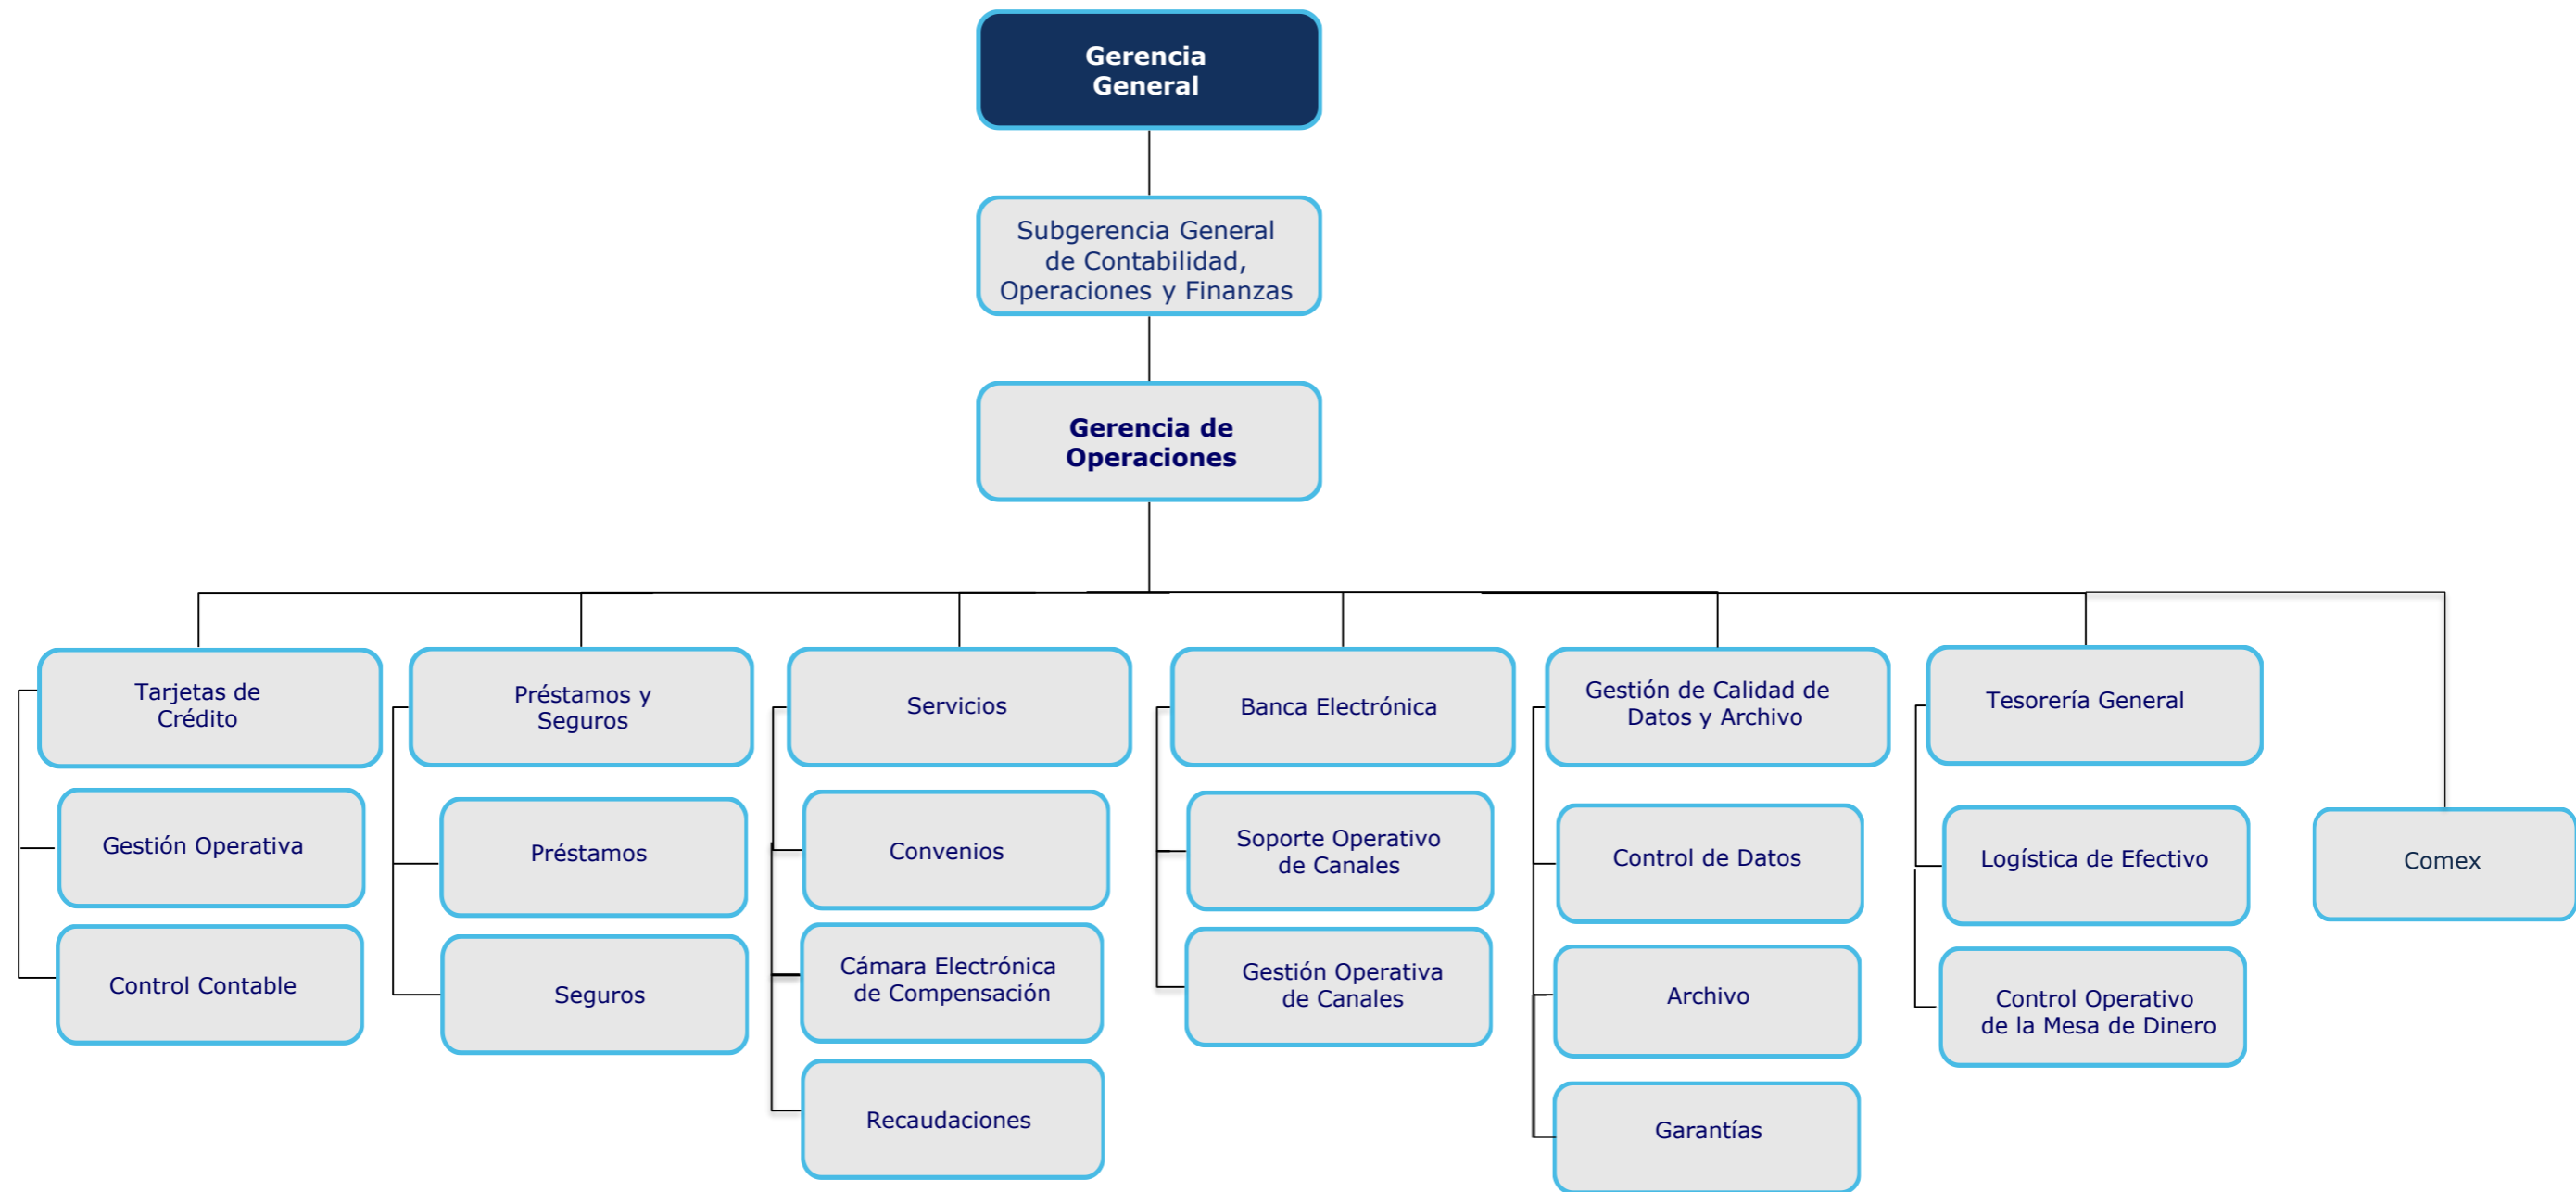 Gerencia
General
Subgerencia General
de Contabilidad,
Operaciones y Finanzas
Gerencia de
Operaciones
Tarjetas de
Crédito
Gestión Operativa
Control Contable
Préstamos y
Seguros
Préstamos
Seguros
Servicios
Convenios
Cámara Electrónica
de Compensación
Recaudaciones
Banca Electrónica
Soporte Operativo
de Canales
Gestión Operativa
de Canales
Gestión de Calidad de
Datos y Archivo
Control de Datos
Archivo
Garantías
Tesorería General
Logística de Efectivo
Control Operativo
de la Mesa de Dinero
Comex